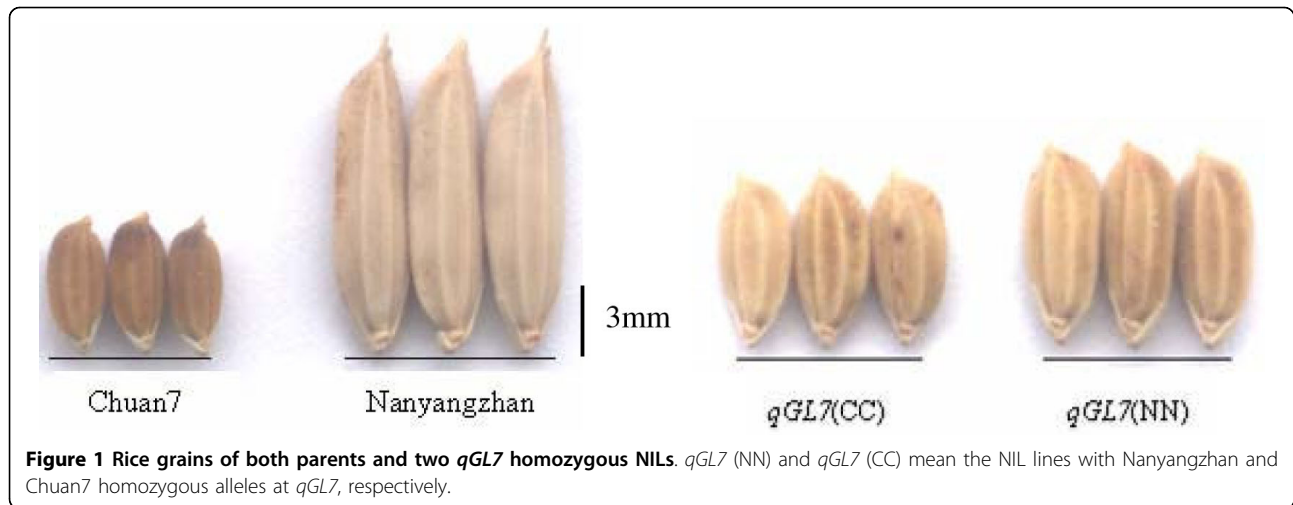 3mm
Chuan7
Nanyangzhan
qGL7(CC)
qGL7(NN)
Figure 1 Rice grains of both parents and two qGL7 homozygous NILs. qGL7 (NN) and qGL7 (CC) mean the NIL lines with Nanyangzhan and
Chuan7 homozygous alleles at qGL7, respectively.